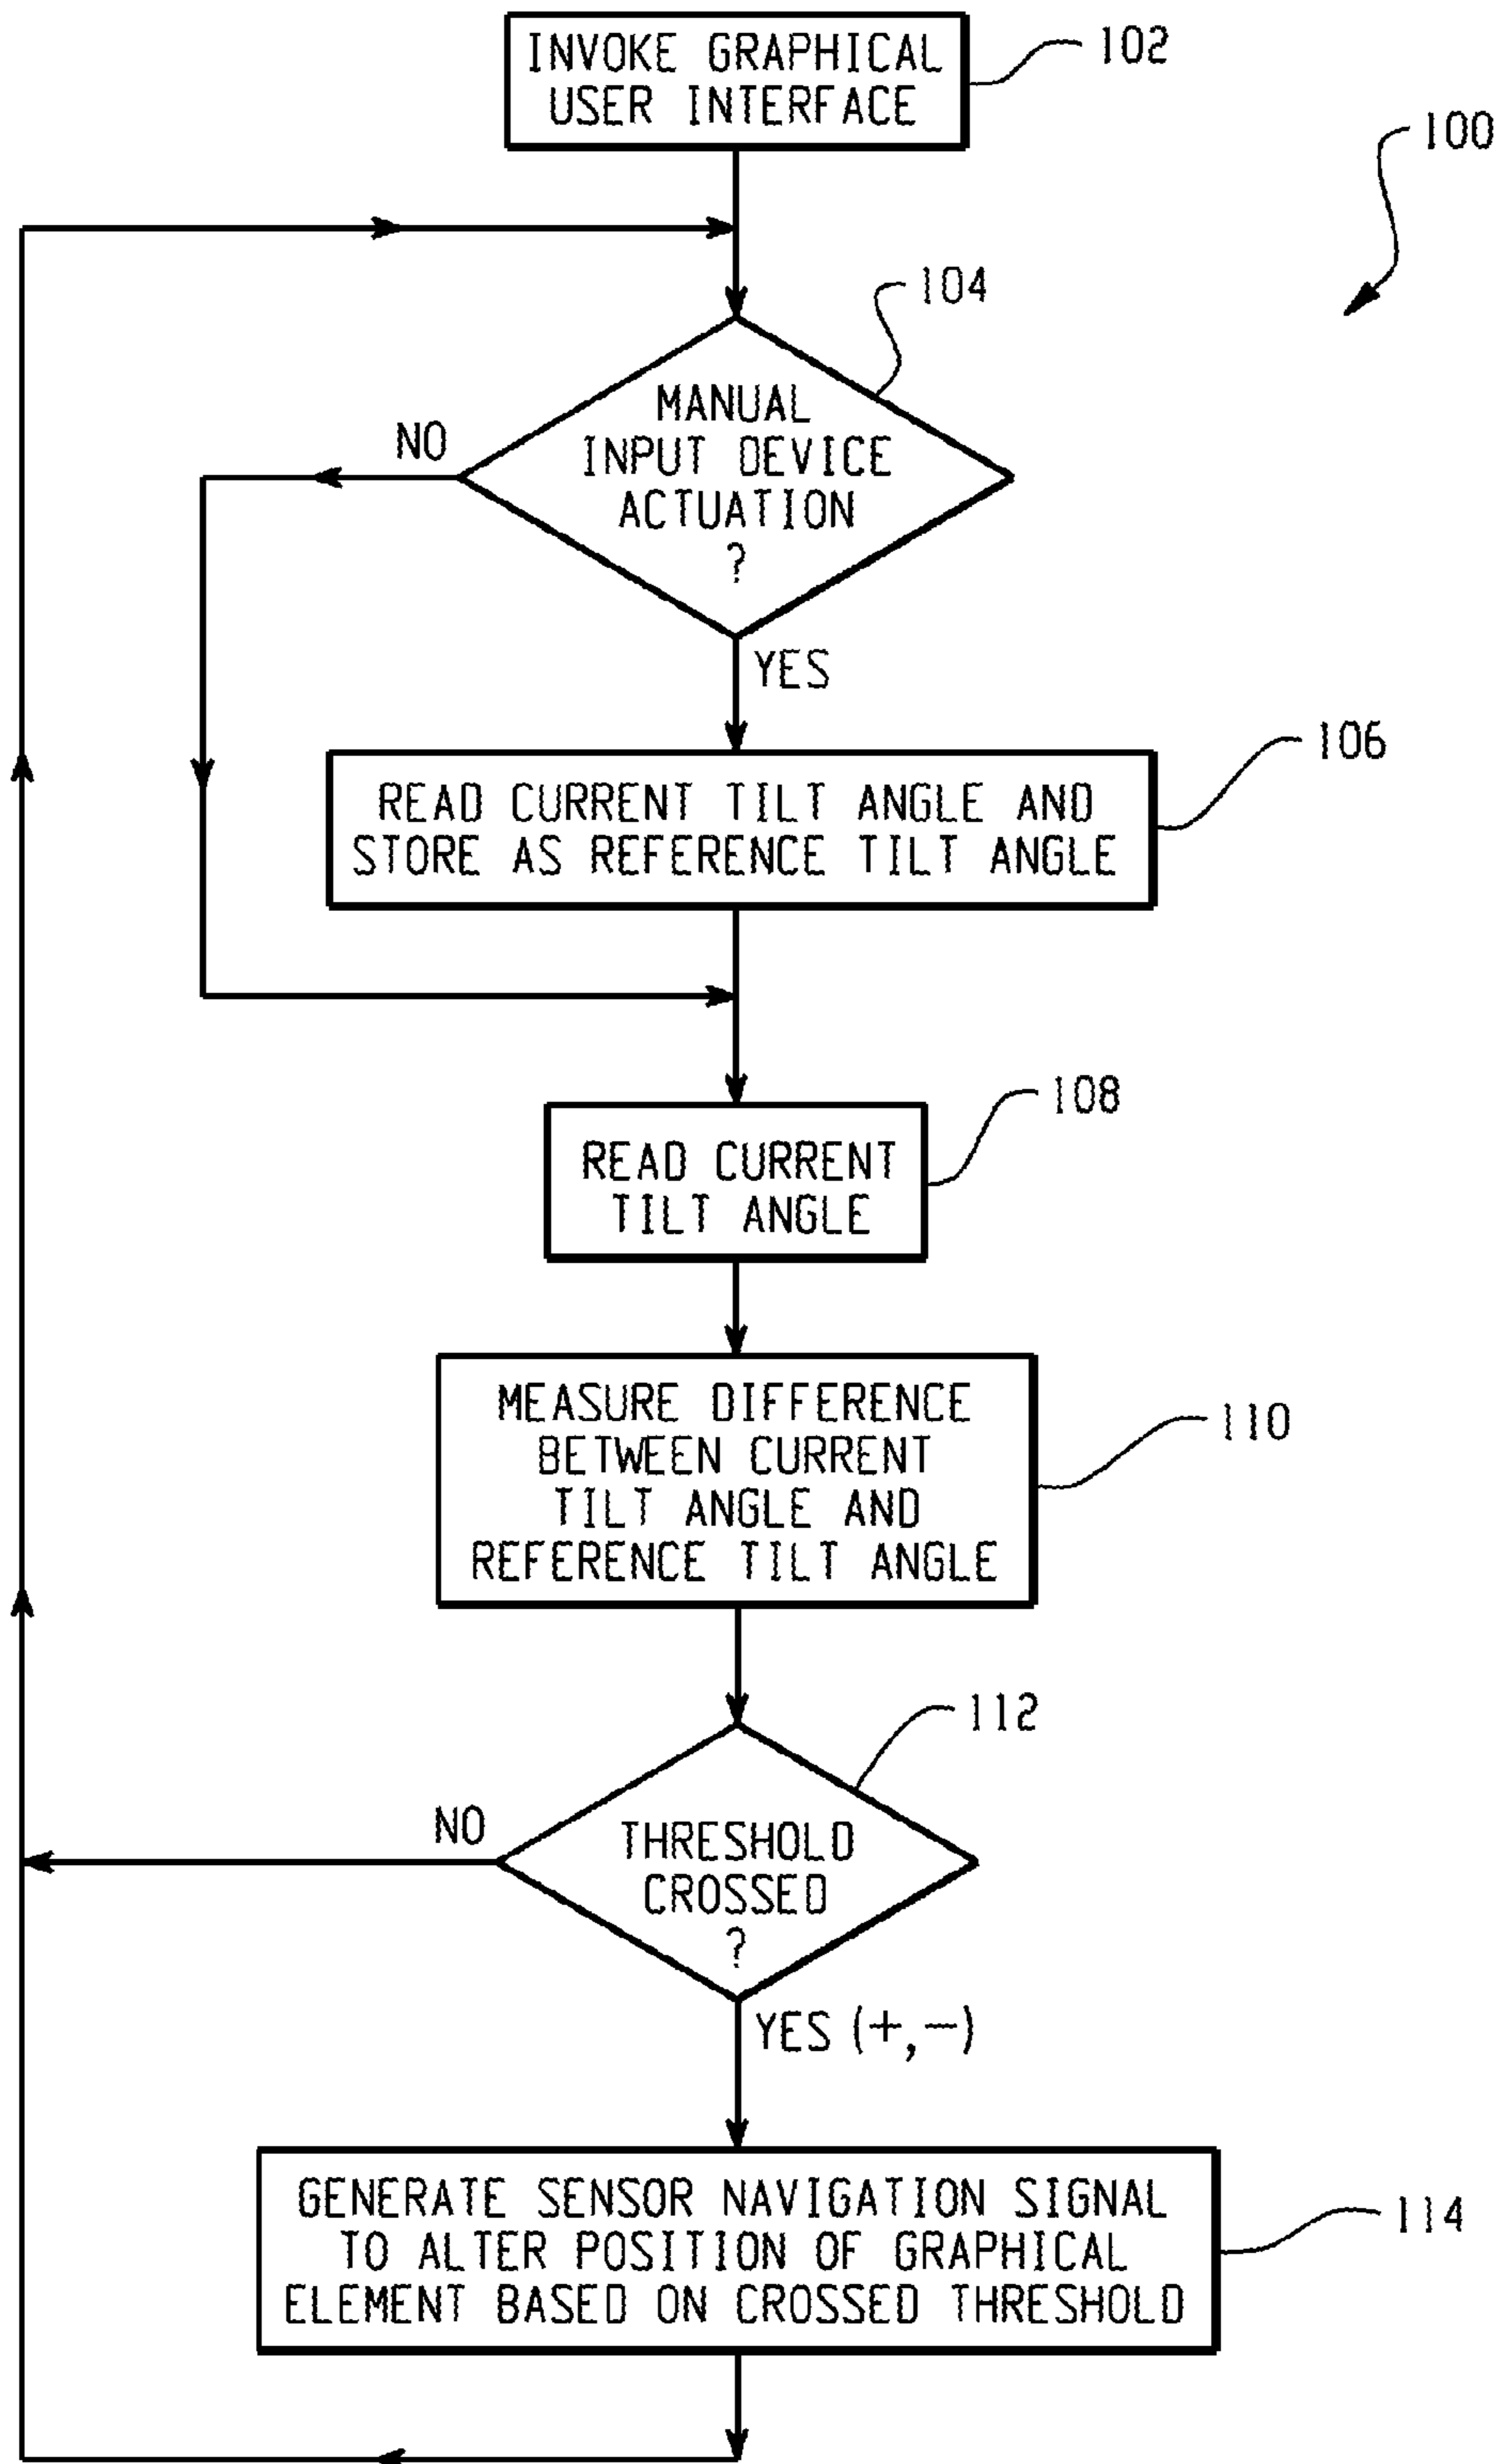 INVOKE GRAPHICAL
USER INTERFACE
102
100
104
MANUAL
INPUT DEVICE
ACTUATION
?
NO
YES
106
READ CURRENT TILT ANGLE AND
STORE AS REFERENCE TILT ANGLE
108
READ CURRENT
TILT ANGLE
MEASURE DIFFERENCE
BETWEEN CURRENT
TILT ANGLE AND
REFERENCE TILT ANGLE
110
112
NO
THRESHOLD
CROSSED
?
YES (+,−)
GENERATE SENSOR NAVIGATION SIGNAL
TO ALTER POSITION OF GRAPHICAL
ELEMENT BASED ON CROSSED THRESHOLD
114